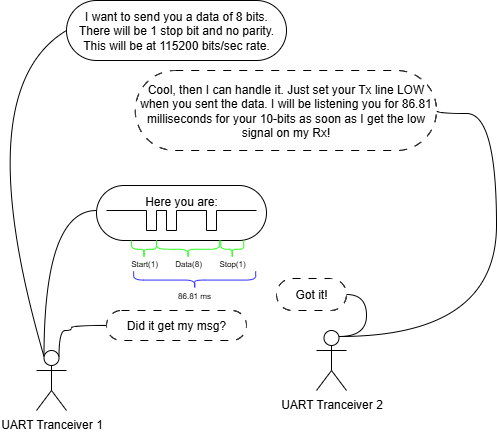 I want to send you a data of 8 bits.
There will be 1 stop bit and no parity.
This will be at 115200 bits/sec rate.
Cool, then I can handle it. Just set your Tx line LOW
when you sent the data. I will be listening you for 86.81
milliseconds for your 10-bits as soon as I get the low
signal on my Rx!
Here you are:
Start(1) Data(8) Stop(1)
86.81 ms
Got it!
Did it get my msg?
UART Tranceiver 2
UART Tranceiver 1